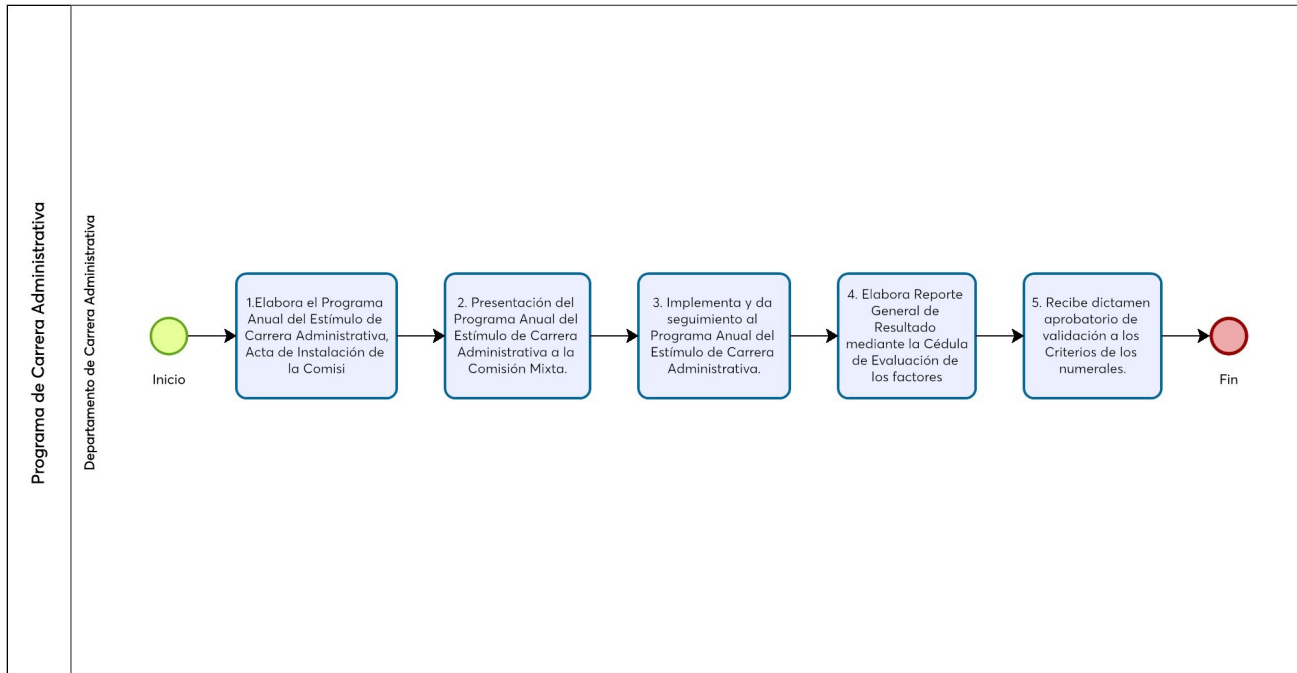 Programa de Carrera Administrativa
Departamento de Carrera Administrativa
Inicio
1.Elabora el Programa
Anual del Estímulo de
Carrera Administrativa,
Acta de Instalación de
la Comisi
2. Presentación del
Programa Anual del
Estímulo de Carrera
Administrativa a la
Comisión Mixta.
3. Implementa y da
seguimiento al
Programa Anual del
Estímulo de Carrera
Administrativa.
4. Elabora Reporte
General de
Resultado
mediante la Cédula
de Evaluación de
los factores
5. Recibe dictamen
aprobatorio de
validación a los
Criterios de los
numerales.
Fin